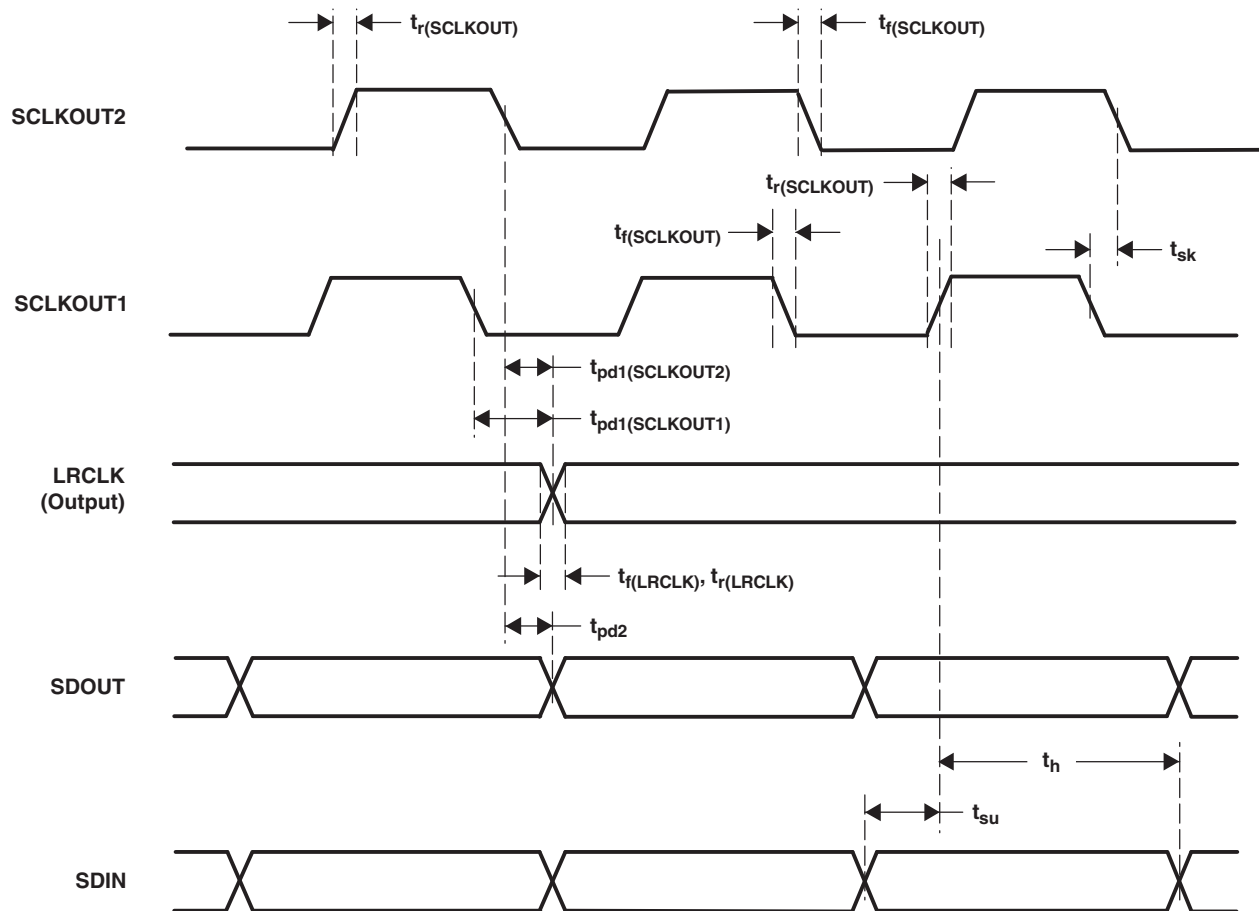 tr(SCLKOUT)
tf(SCLKOUT)
SCLKOUT2
tr(SCLKOUT)
tf(SCLKOUT)
tsk
SCLKOUT1
tpd1(SCLKOUT2)
tpd1(SCLKOUT1)
LRCLK
(Output)
tf(LRCLK), tr(LRCLK)
tpd2
SDOUT
th
tsu
SDIN